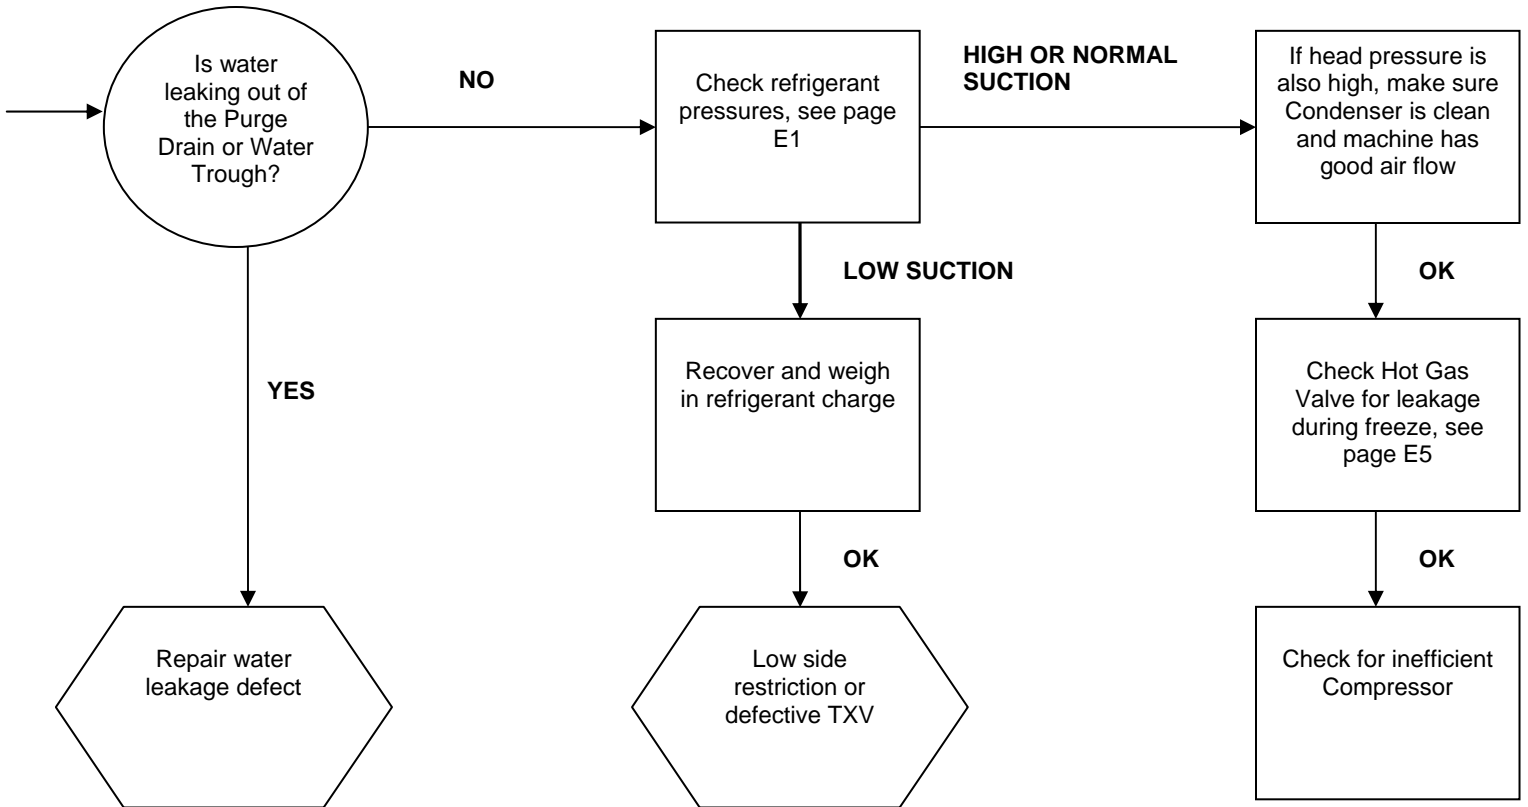 Is water
leaking out of
the Purge
Drain or Water
Trough?
NO
Check refrigerant
pressures, see page
E1
HIGH OR NORMAL
SUCTION
If head pressure is
also high, make sure
Condenser is clean
and machine has
good air flow
LOW SUCTION
OK
YES
Recover and weigh
in refrigerant charge
Check Hot Gas
Valve for leakage
during freeze, see
page E5
OK
OK
Repair water
leakage defect
Low side
restriction or
defective TXV
Check for inefficient
Compressor